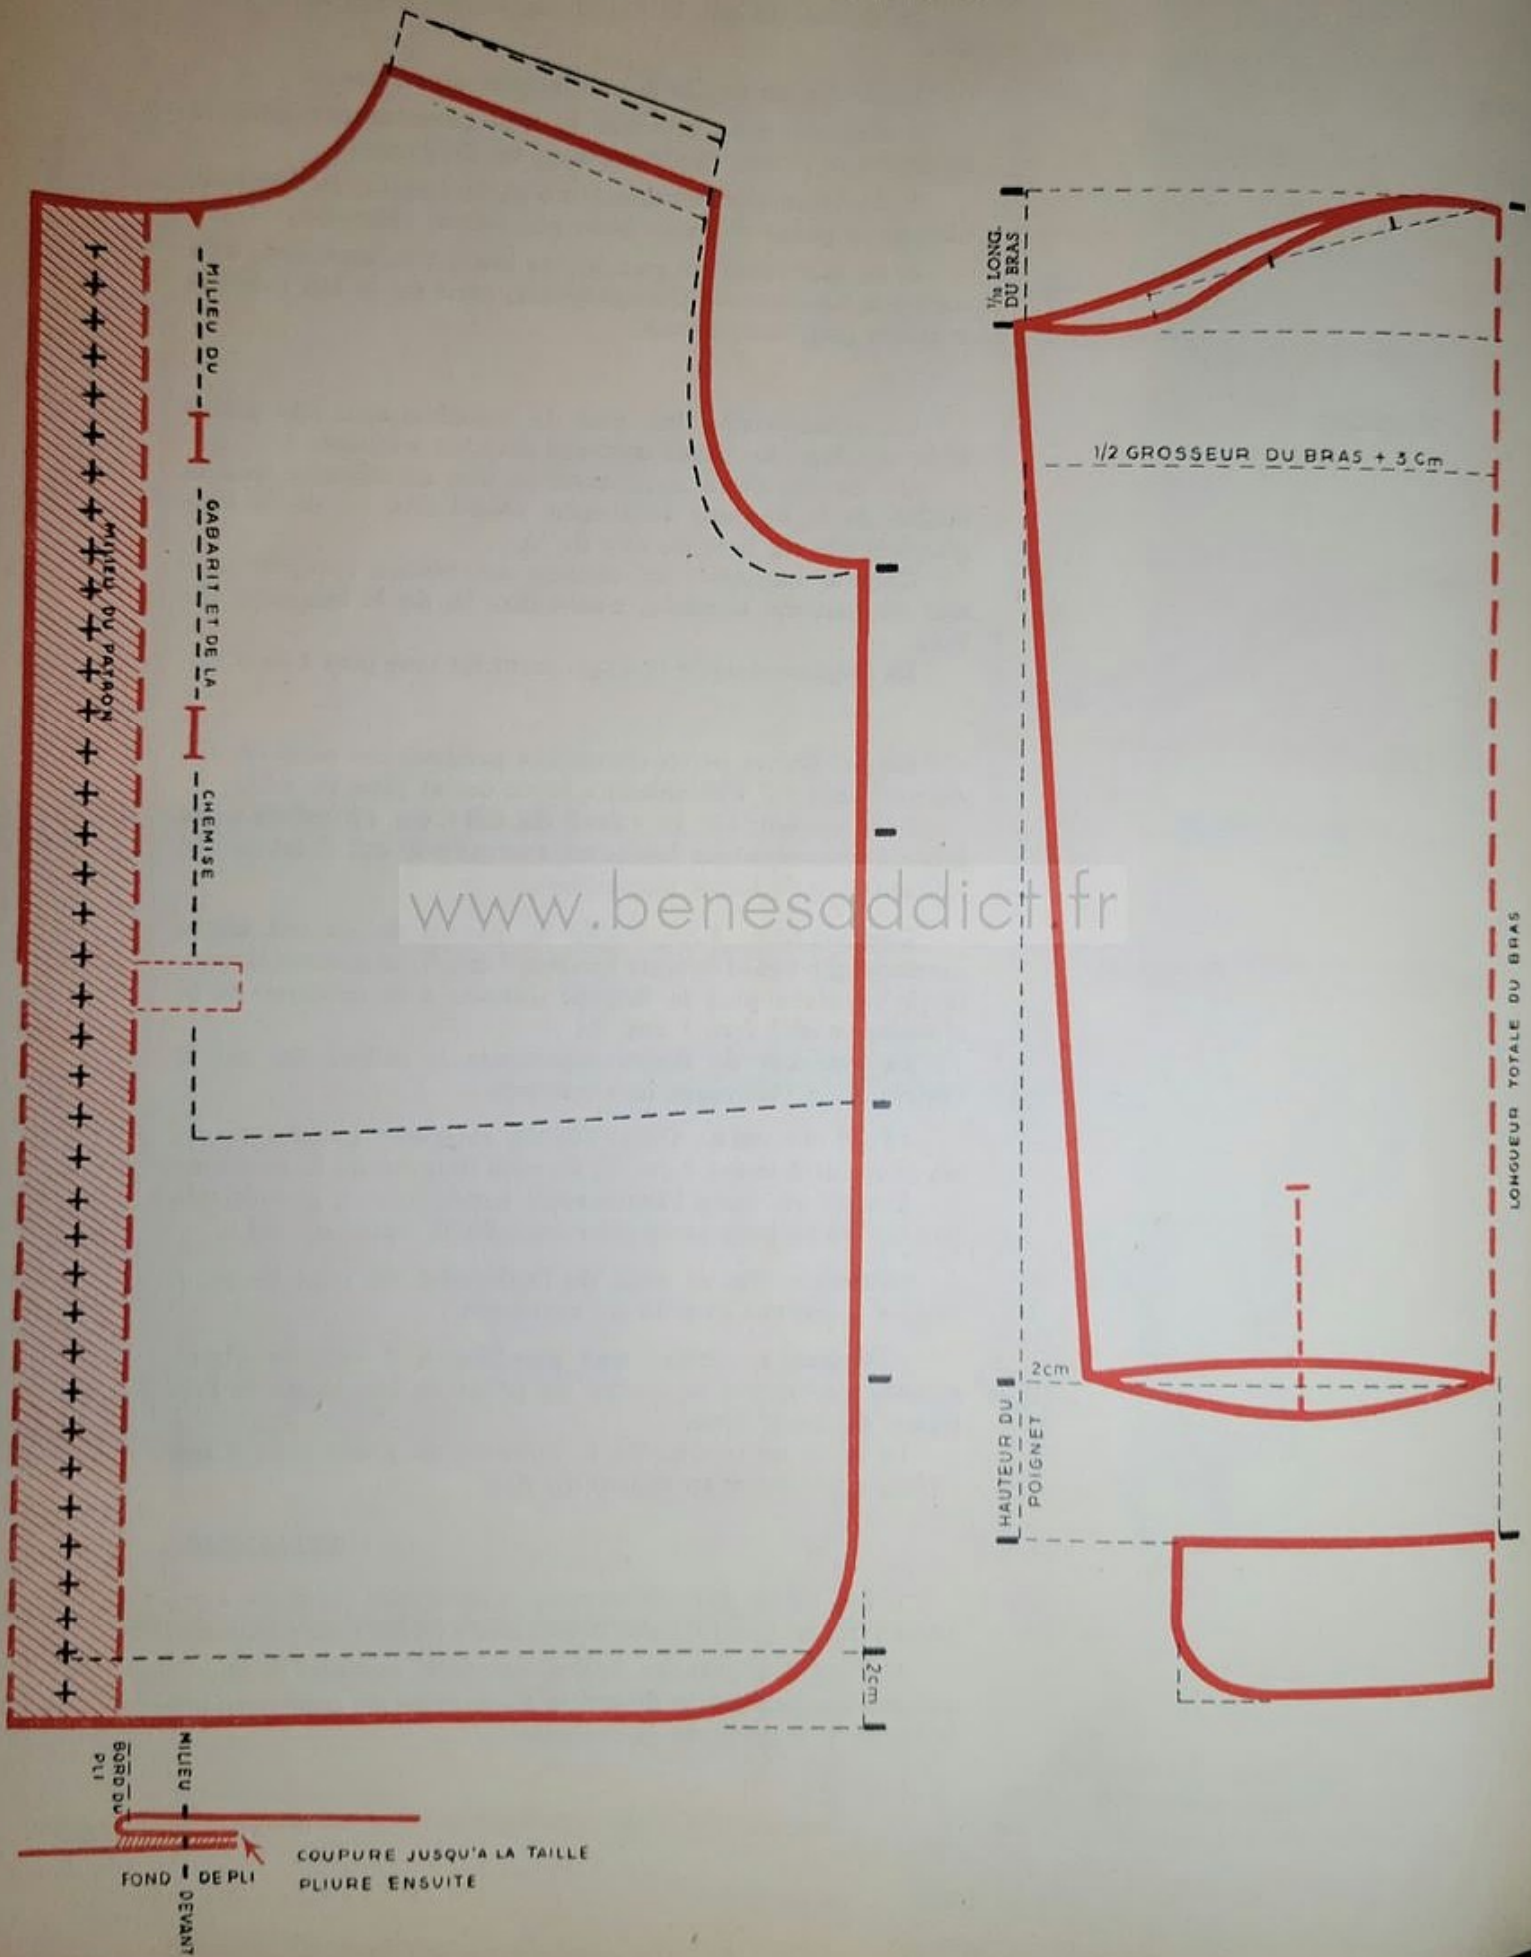 MILIEU DU
GABARIT ET DE LA
CHEMISE
MILIEU DU PATRON
www.benesaddict.fr
2cm
MILIEU
DEVANT
BORD DU
PLI
FOND DE PLI
COUPURE JUSQU'A LA TAILLE
PLIURE ENSUITE
1/10 LONG.
DU BRAS
1/2 GROSSEUR DU BRAS + 3 Cm
LONGUEUR TOTALE DU BRAS
2cm
HAUTEUR DU
POIGNET